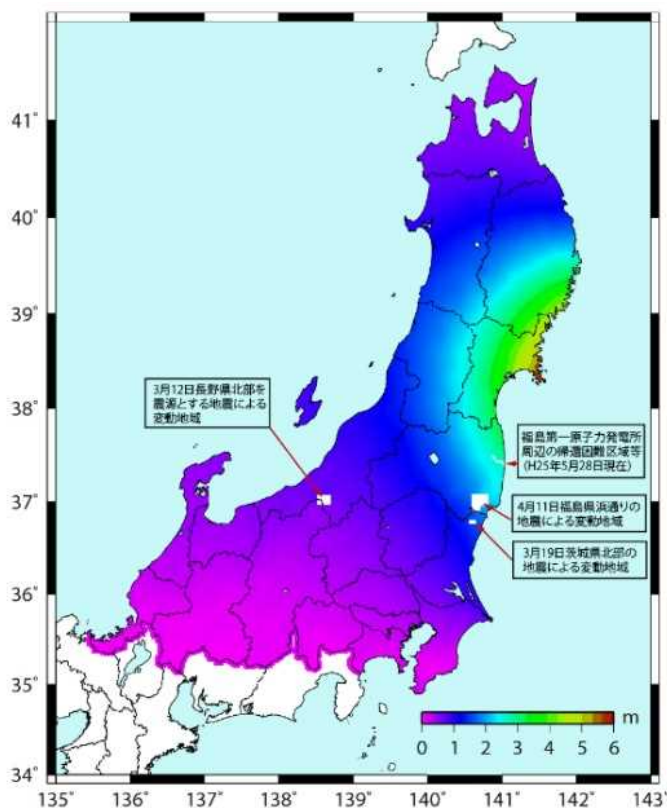 41°
40°
39°
38°
37°
36°
35°
34°
3月12日長野県北部を
震源とする地震による
変動地域
福島第一原子力発電所
周辺の帰還困難区域等
(H25年5月28日現在)
4月11日福島県浜通りの
地震による変動地域
3月19日茨城県北部の
地震による変動地域
m
0 1 2 3 4 5 6
135° 136° 137° 138° 139° 140° 141° 142° 143°